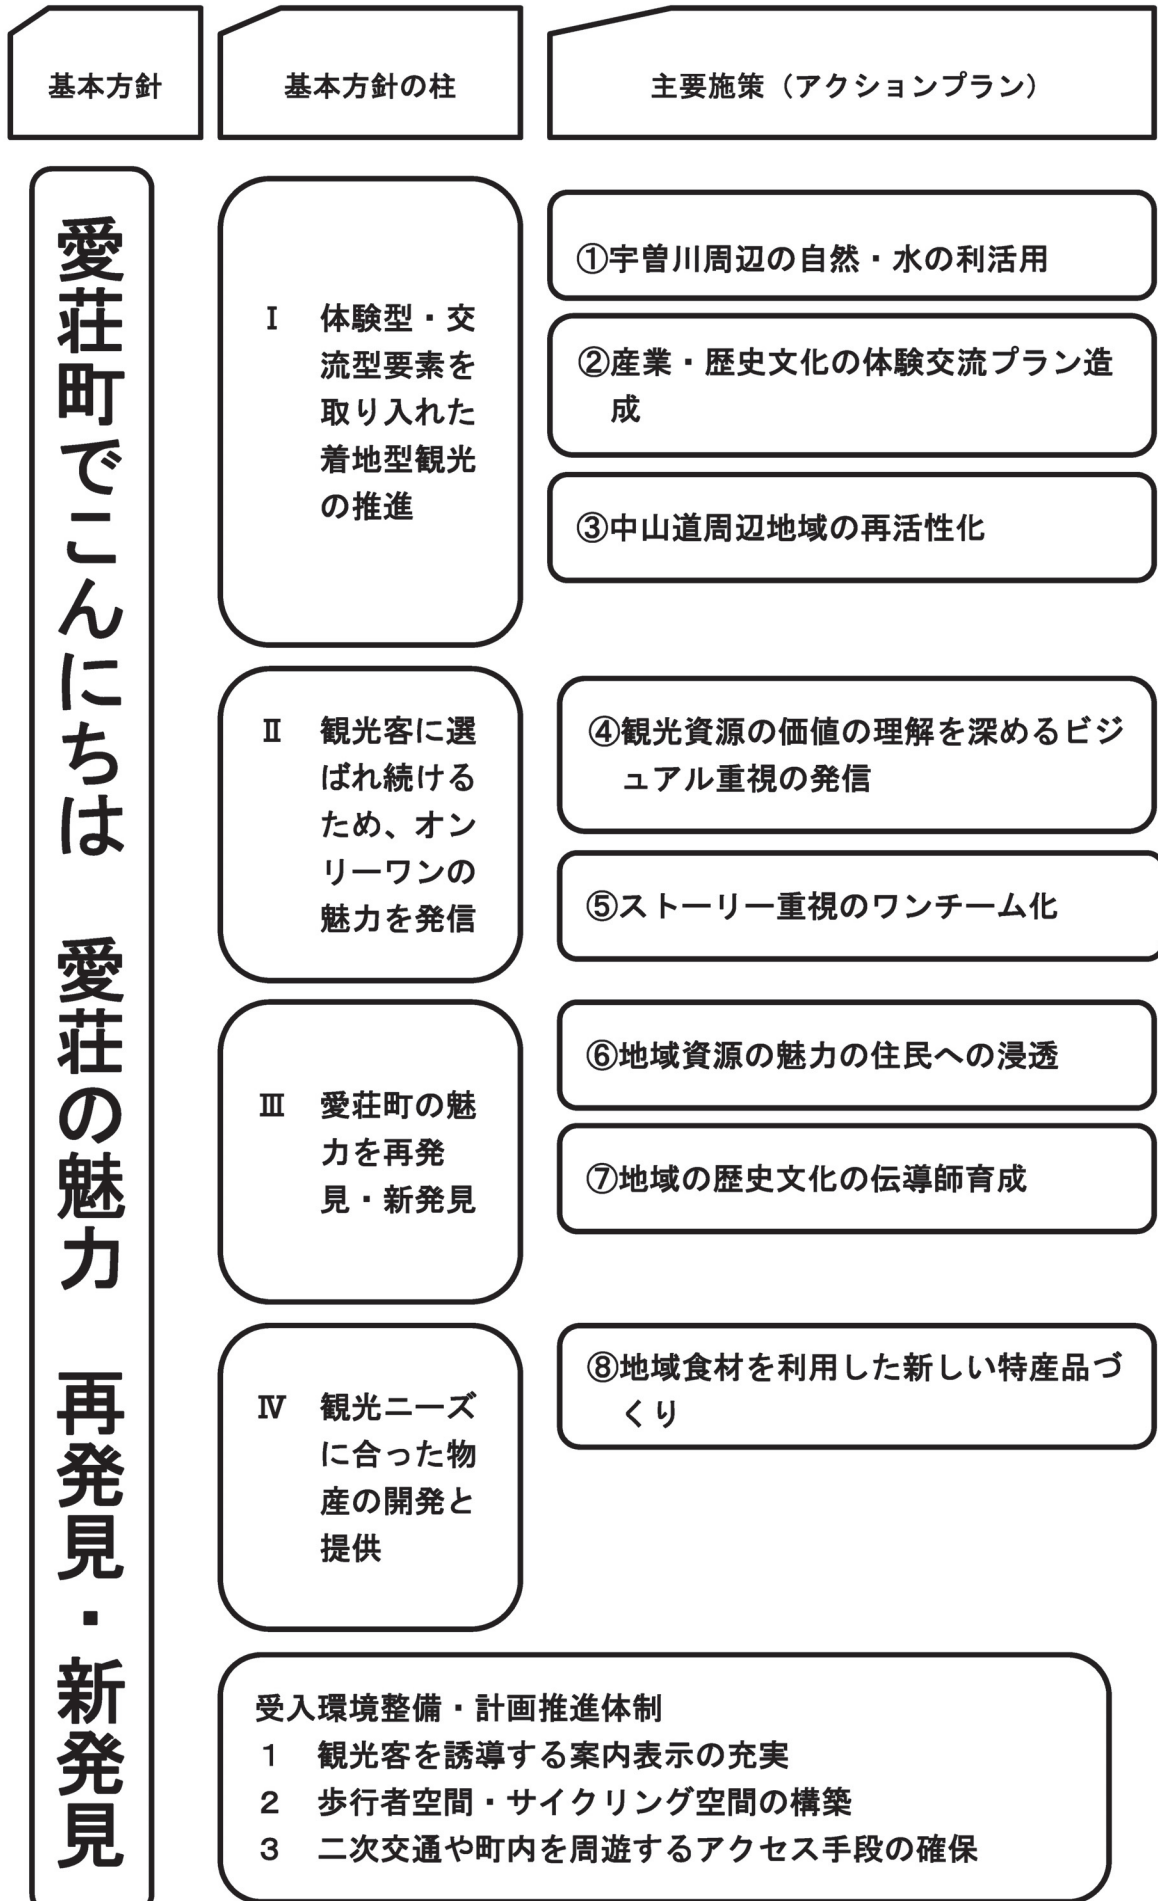 基本方針
基本方針の柱
主要施策（アクションプラン）
愛荘町でこんにちは　愛荘の魅力　再発見・新発見
Ⅰ　体験型・交
流型要素を
取り入れた
着地型観光
の推進
①宇曽川周辺の自然・水の利活用
②産業・歴史文化の体験交流プラン造
成
③中山道周辺地域の再活性化
Ⅱ　観光客に選
ばれ続ける
ため、オン
リーワンの
魅力を発信
④観光資源の価値の理解を深めるビジ
ュアル重視の発信
⑤ストーリー重視のワンチーム化
Ⅲ　愛荘町の魅
力を再発
見・新発見
⑥地域資源の魅力の住民への浸透
⑦地域の歴史文化の伝導師育成
Ⅳ　観光ニーズ
に合った物
産の開発と
提供
⑧地域食材を利用した新しい特産品づ
くり
受入環境整備・計画推進体制
１　観光客を誘導する案内表示の充実
２　歩行者空間・サイクリング空間の構築
３　二次交通や町内を周遊するアクセス手段の確保